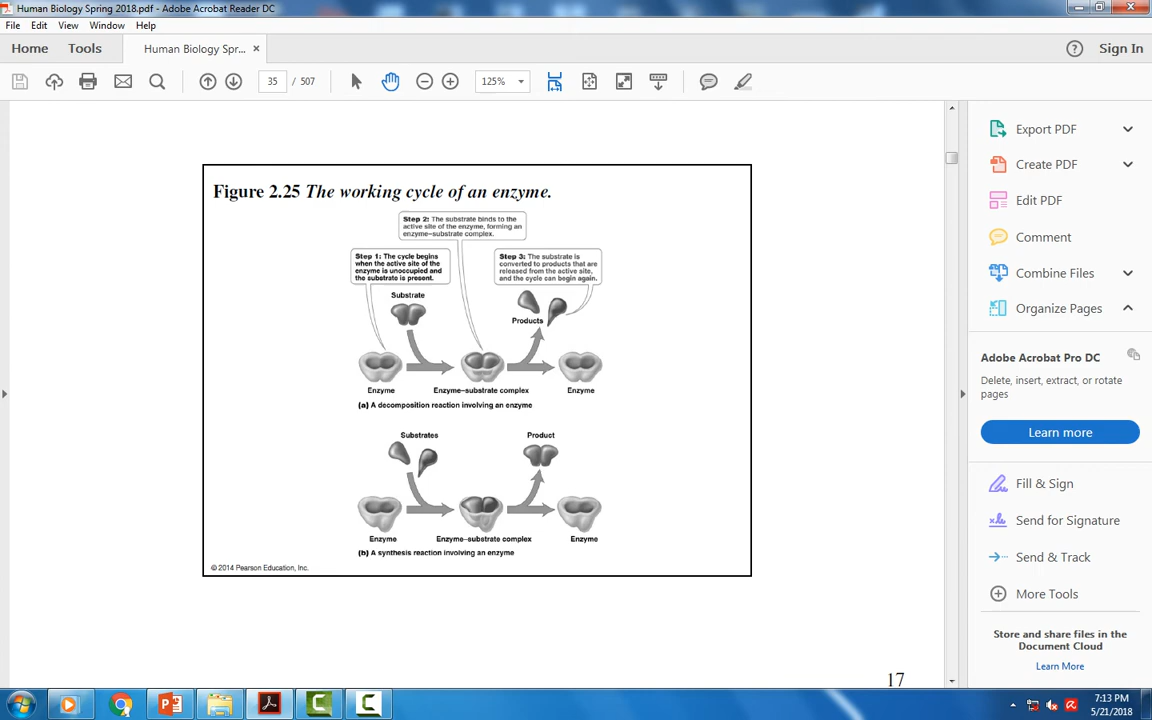 Human Biology Spring 2018.pdf - Adobe Acrobat Reader DC
File Edit View Window Help
Home Tools Human Biology Spr... × Sign In
35 / 507 125%
Figure 2.25 The working cycle of an enzyme.
Step 2: The substrate binds to the
active site of the enzyme, forming an
enzyme–substrate complex.
Step 1: The cycle begins
when the active site of the
enzyme is unoccupied and
the substrate is present.
Step 3: The substrate is
converted to products that are
released from the active site,
and the cycle can begin again.
Substrate
Products
Enzyme Enzyme–substrate complex Enzyme
(a) A decomposition reaction involving an enzyme
Substrates Product
Enzyme Enzyme–substrate complex Enzyme
(b) A synthesis reaction involving an enzyme
© 2014 Pearson Education, Inc.
17
Export PDF
Create PDF
Edit PDF
Comment
Combine Files
Organize Pages
Adobe Acrobat Pro DC
Delete, insert, extract, or rotate
pages
Learn more
Fill & Sign
Send for Signature
Send & Track
More Tools
Store and share files in the
Document Cloud
Learn More
7:13 PM
5/21/2018